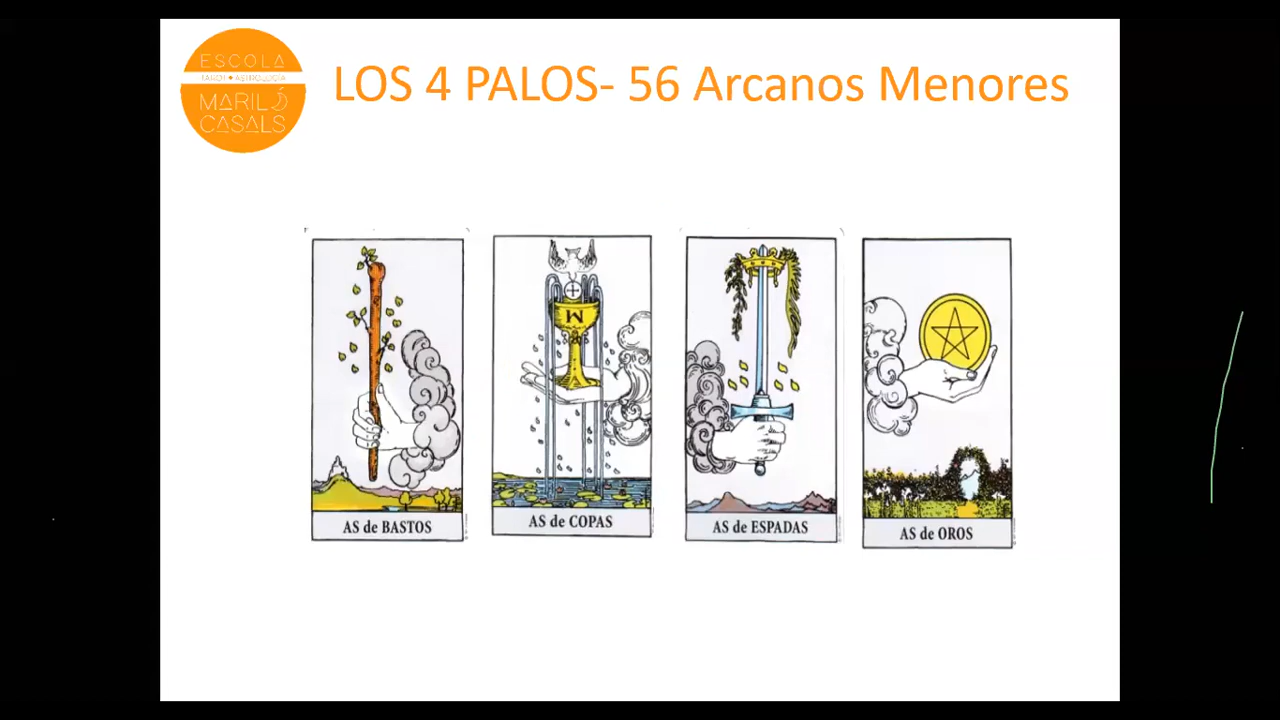 ESCOLA
TAROT • ASTROLOGÍA
MARILÓ
CASALS
LOS 4 PALOS- 56 Arcanos Menores
AS de BASTOS
AS de COPAS
AS de ESPADAS
AS de OROS